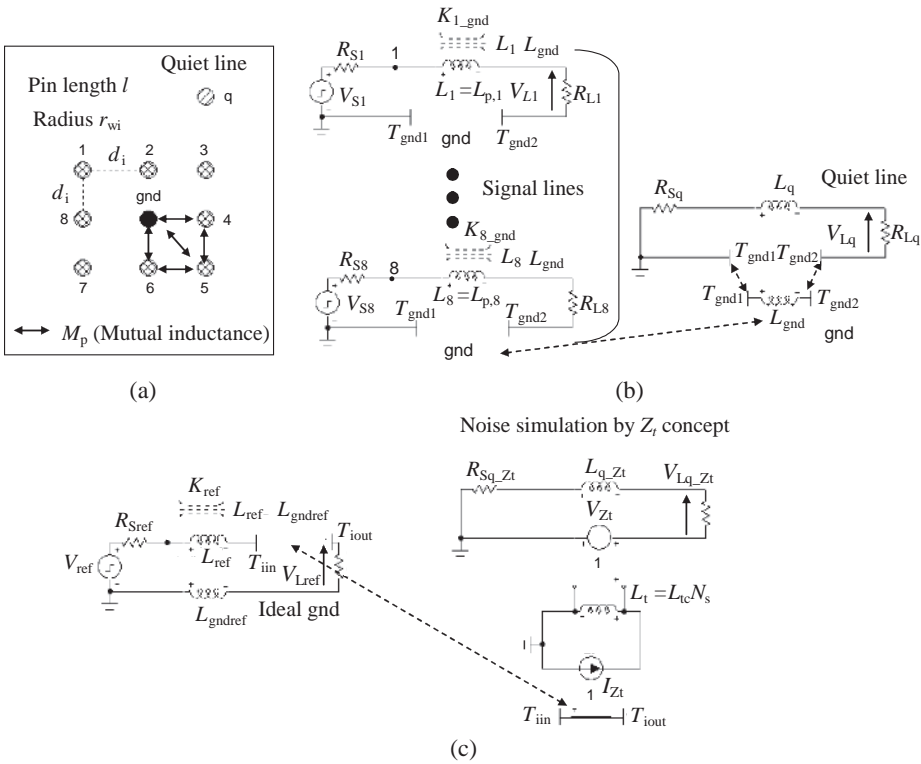 Quiet line
q
Pin length l
Radius r_wi
1 d_i 2 3
d_i gnd
8 4
7 6 5
M_p (Mutual inductance)
(a)
K_1_gnd
R_S1 1 L_1 L_gnd
V_S1 L_1 = L_p,1 V_L1 R_L1
T_gnd1 gnd T_gnd2
Signal lines
K_8_gnd
R_S8 8 L_8 L_gnd
V_S8 L_8 = L_p,8 R_L8
T_gnd1 T_gnd2
gnd
Quiet line
R_Sq L_q
V_Lq R_Lq
T_gnd1 T_gnd2
T_gnd1 T_gnd2
L_gnd
gnd
(b)
Noise simulation by Z_t concept
K_ref
R_Sref L_ref L_gndref
V_ref L_ref T_iin V_Lref T_iout
L_gndref Ideal gnd
R_Sq_Zt L_q_Zt V_Lq_Zt
V_Zt
1
L_t = L_tc N_s
I_Zt
1
T_iin T_iout
(c)